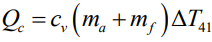 Q_c = c_v (m_a + m_f) ΔT_41